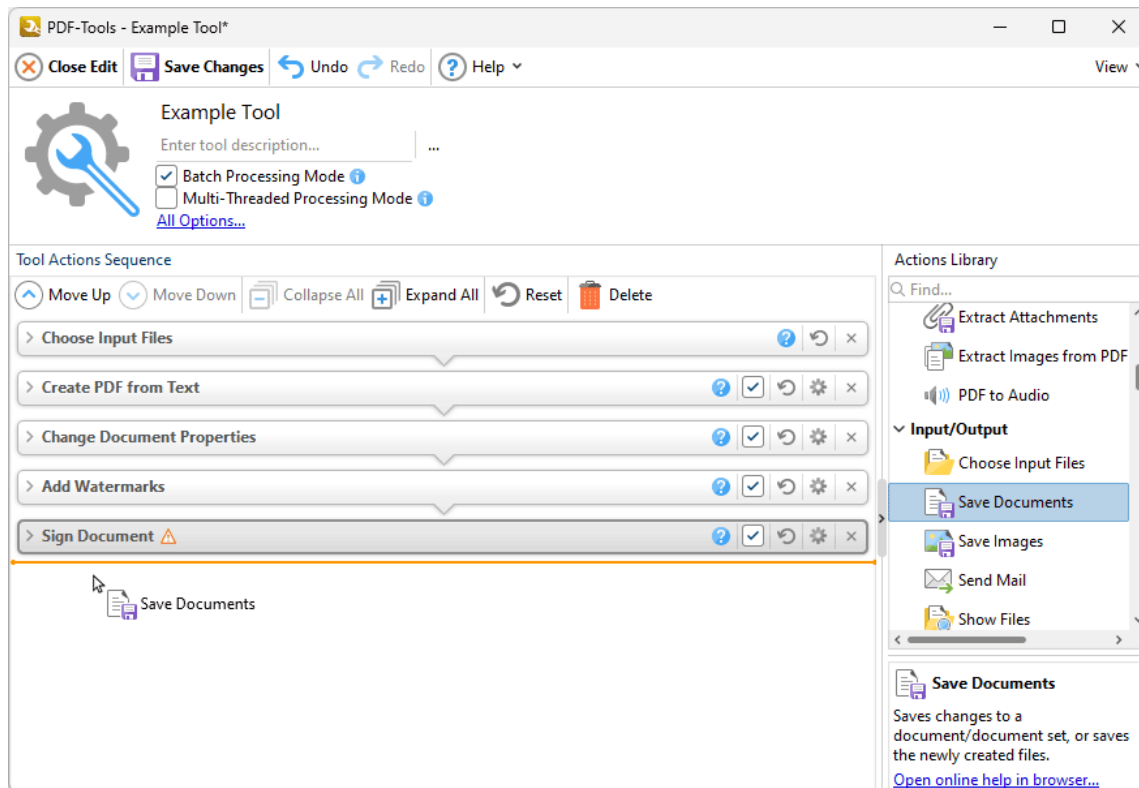 PDF-Tools - Example Tool*
Close Edit Save Changes Undo Redo Help View
Example Tool
Enter tool description... ...
Batch Processing Mode
Multi-Threaded Processing Mode
All Options...
Tool Actions Sequence
Move Up Move Down Collapse All Expand All Reset Delete
Choose Input Files
Create PDF from Text
Change Document Properties
Add Watermarks
Sign Document
Save Documents
Actions Library
Find...
Extract Attachments
Extract Images from PDF
PDF to Audio
Input/Output
Choose Input Files
Save Documents
Save Images
Send Mail
Show Files
Save Documents
Saves changes to a
document/document set, or saves
the newly created files.
Open online help in browser...